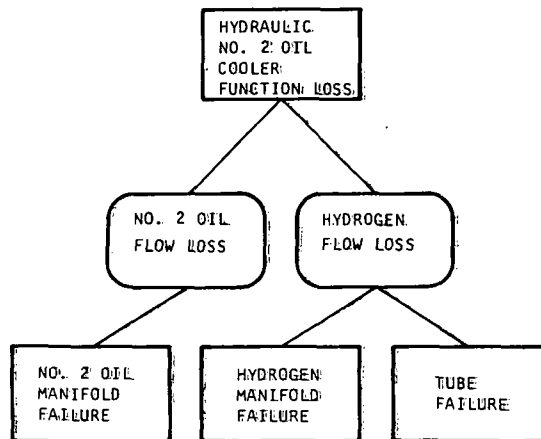 HYDRAULIC
NO. 2 OIL
COOLER
FUNCTION LOSS
NO. 2 OIL
FLOW LOSS
HYDROGEN
FLOW LOSS
NO. 2 OIL
MANIFOLD
FAILURE
HYDROGEN
MANIFOLD
FAILURE
TUBE
FAILURE